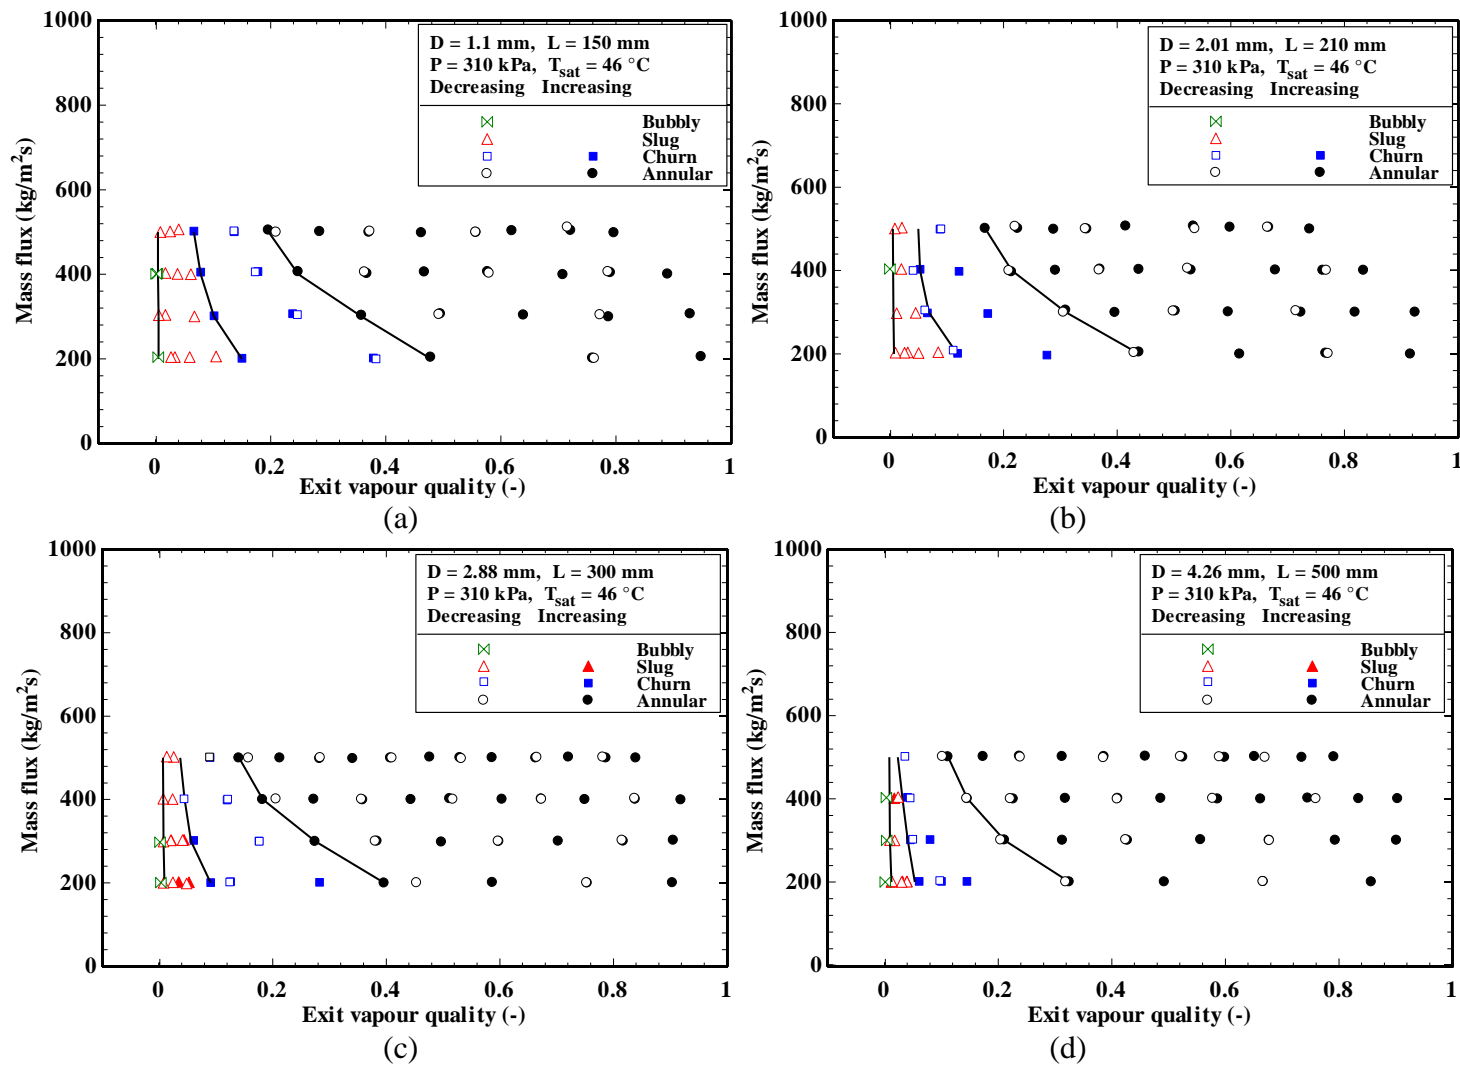 D = 1.1 mm, L = 150 mm
P = 310 kPa, Tsat = 46 °C
Decreasing Increasing
Bubbly
Slug
Churn
Annular
Mass flux (kg/m²s)
1000
800
600
400
200
0
0 0.2 0.4 0.6 0.8 1
Exit vapour quality (-)
(a)
D = 2.01 mm, L = 210 mm
P = 310 kPa, Tsat = 46 °C
Decreasing Increasing
Bubbly
Slug
Churn
Annular
Mass flux (kg/m²s)
1000
800
600
400
200
0
0 0.2 0.4 0.6 0.8 1
Exit vapour quality (-)
(b)
D = 2.88 mm, L = 300 mm
P = 310 kPa, Tsat = 46 °C
Decreasing Increasing
Bubbly
Slug
Churn
Annular
Mass flux (kg/m²s)
1000
800
600
400
200
0
0 0.2 0.4 0.6 0.8 1
Exit vapour quality (-)
(c)
D = 4.26 mm, L = 500 mm
P = 310 kPa, Tsat = 46 °C
Decreasing Increasing
Bubbly
Slug
Churn
Annular
Mass flux (kg/m²s)
1000
800
600
400
200
0
0 0.2 0.4 0.6 0.8 1
Exit vapour quality (-)
(d)